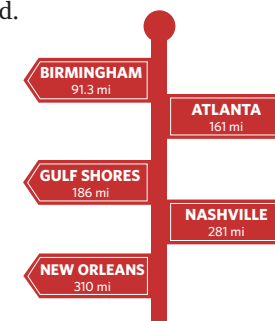 d.
BIRMINGHAM
91.3 mi
ATLANTA
161 mi
GULF SHORES
186 mi
NASHVILLE
281 mi
NEW ORLEANS
310 mi